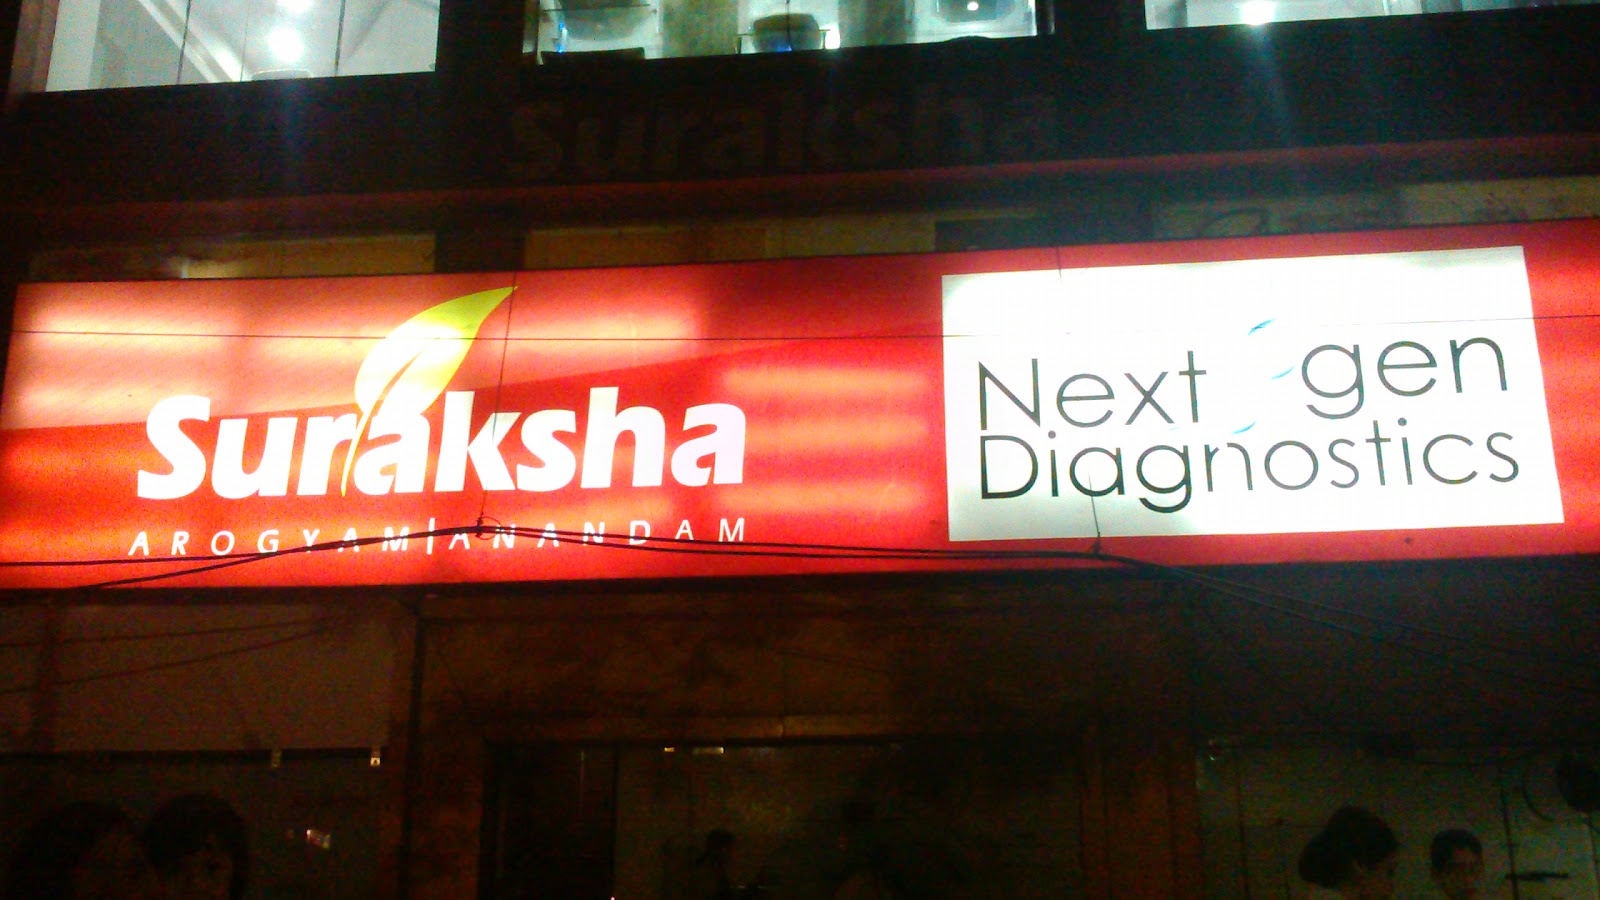 Suraksha
Suraksha
AROGYAM|ANANDAM
Next gen
Diagnostics